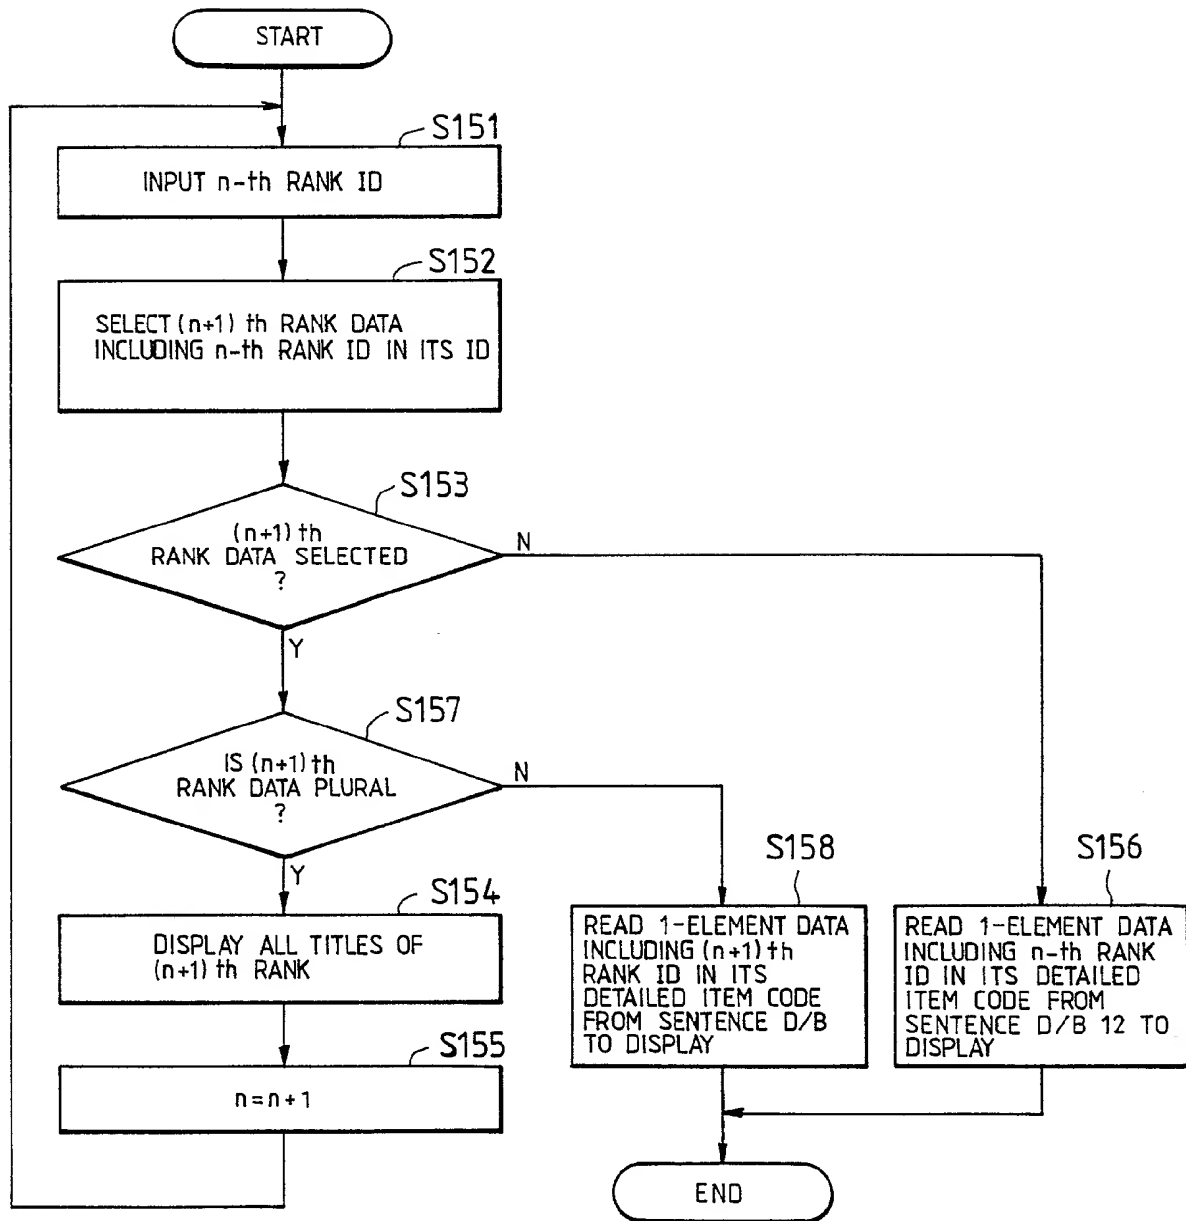 START
S151
INPUT n-th RANK ID
S152
SELECT (n+1) th RANK DATA
INCLUDING n-th RANK ID IN ITS ID
S153
(n+1) th
RANK DATA SELECTED
?
N
Y
S157
IS (n+1) th
RANK DATA PLURAL
?
N
Y
S154
DISPLAY ALL TITLES OF
(n+1) th RANK
S155
n=n+1
S158
READ 1-ELEMENT DATA
INCLUDING (n+1) th
RANK ID IN ITS
DETAILED ITEM CODE
FROM SENTENCE D/B
TO DISPLAY
S156
READ 1-ELEMENT DATA
INCLUDING n-th RANK
ID IN ITS DETAILED
ITEM CODE FROM
SENTENCE D/B 12 TO
DISPLAY
END